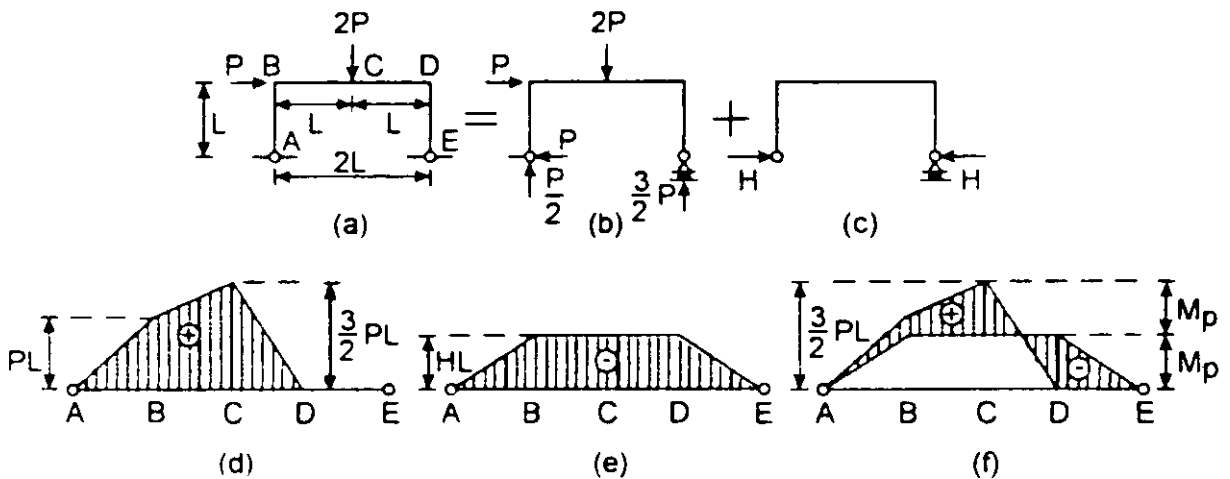 2P
P B C D
L L L
A E
2L
(a)
=
2P
P
P
P/2 3/2 P
(b)
+
H H
(c)
PL + 3/2 PL
A B C D E
(d)
HL -
A B C D E
(e)
3/2 PL + Mp
- Mp
A B C D E
(f)